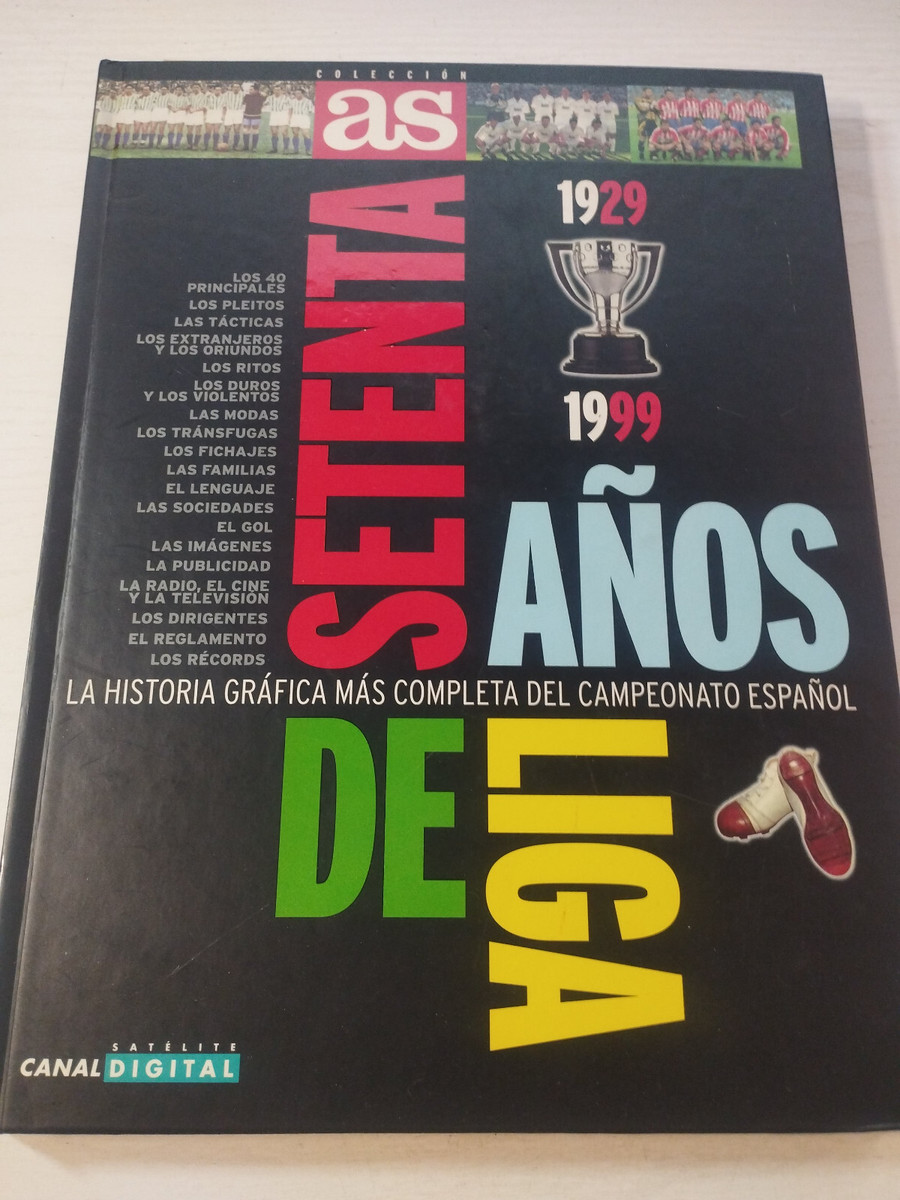 COLECCIÓN
as
1929
1999
SETENTA
AÑOS
DE
LIGA
LOS 40
PRINCIPALES
LOS PLEITOS
LAS TÁCTICAS
LOS EXTRANJEROS
Y LOS ORIUNDOS
LOS RITOS
LOS DUROS
Y LOS VIOLENTOS
LAS MODAS
LOS TRÁNSFUGAS
LOS FICHAJES
LAS FAMILIAS
EL LENGUAJE
LAS SOCIEDADES
EL GOL
LAS IMÁGENES
LA PUBLICIDAD
LA RADIO, EL CINE
Y LA TELEVISIÓN
LOS DIRIGENTES
EL REGLAMENTO
LOS RÉCORDS
LA HISTORIA GRÁFICA MÁS COMPLETA DEL CAMPEONATO ESPAÑOL
SATÉLITE
CANAL DIGITAL